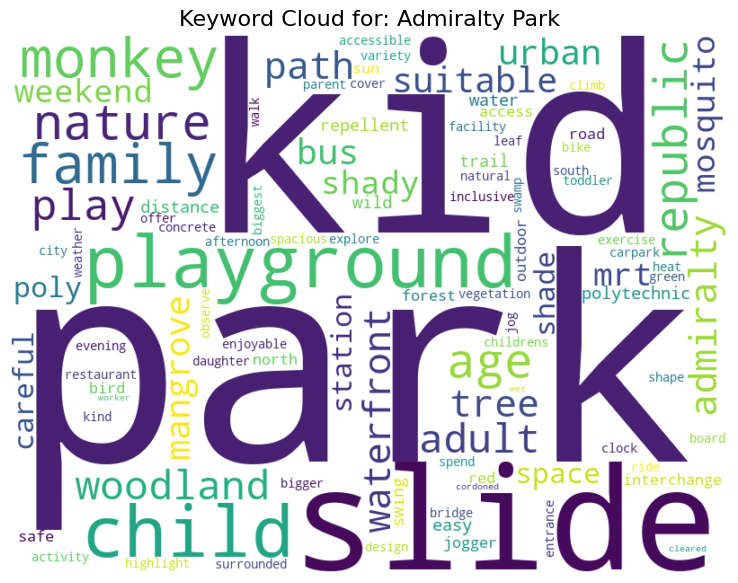 Keyword Cloud for: Admiralty Park
kid
park
slide
playground
child
monkey
family
nature
play
weekend
path
suitable
urban
republic
mosquito
admiralty
accessible
variety
sun
parent
cover
walk
repellent
bus
shady
water
facility
access
climb
road
bike
leaf
trail
natural
south
toddler
swamp
wild
inclusive
distance
offer
concrete
biggest
city
weather
afternoon
spacious
explore
outdoor
exercise
carpark
heat
green
mrt
polytechnic
poly
shade
forest
vegetation
observe
mangrove
station
waterfront
careful
evening
enjoyable
daughter
north
restaurant
bird
worker
kind
jog
childrens
age
wet
tree
adult
shape
clock
board
woodland
bigger
spend
red
cordoned
space
ride
interchange
safe
swing
easy
bridge
jogger
design
entrance
activity
highlight
surrounded
cleared